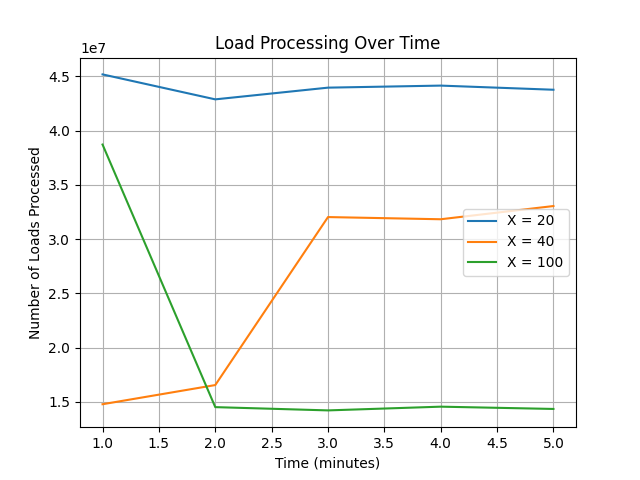 Load Processing Over Time
1e7
4.5
4.0
3.5
3.0
2.5
2.0
1.5
Number of Loads Processed
X = 20
X = 40
X = 100
1.0 1.5 2.0 2.5 3.0 3.5 4.0 4.5 5.0
Time (minutes)